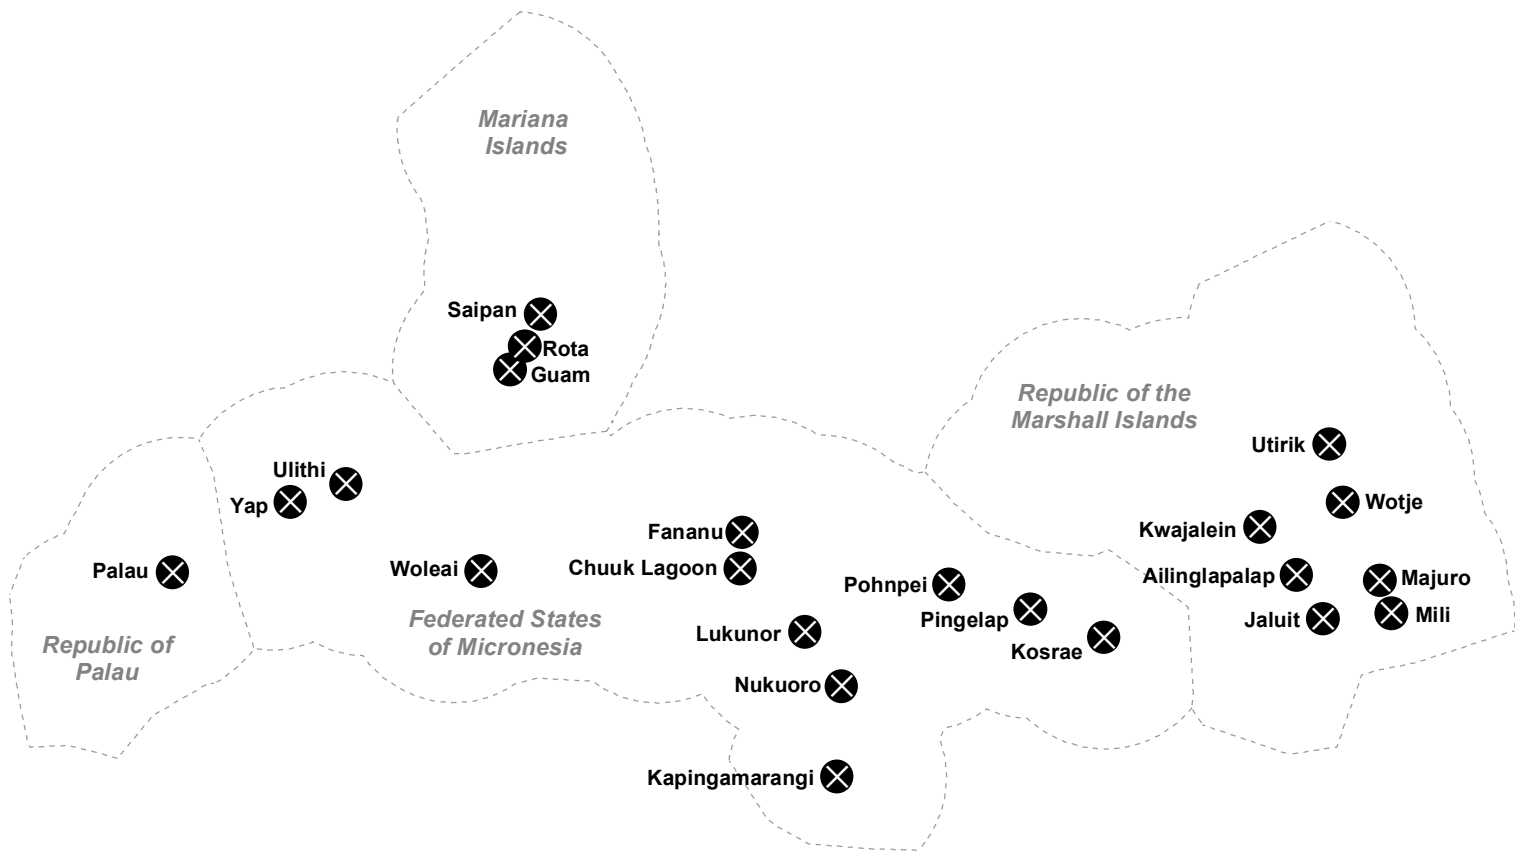 Mariana
Islands
Saipan
Rota
Guam
Republic of the
Marshall Islands
Utirik
Ulithi
Yap
Wotje
Fananu
Kwajalein
Palau
Woleai
Chuuk Lagoon
Pohnpei
Ailinglapalap
Majuro
Pingelap
Jaluit
Mili
Federated States
of Micronesia
Lukunor
Kosrae
Republic of
Palau
Nukuoro
Kapingamarangi